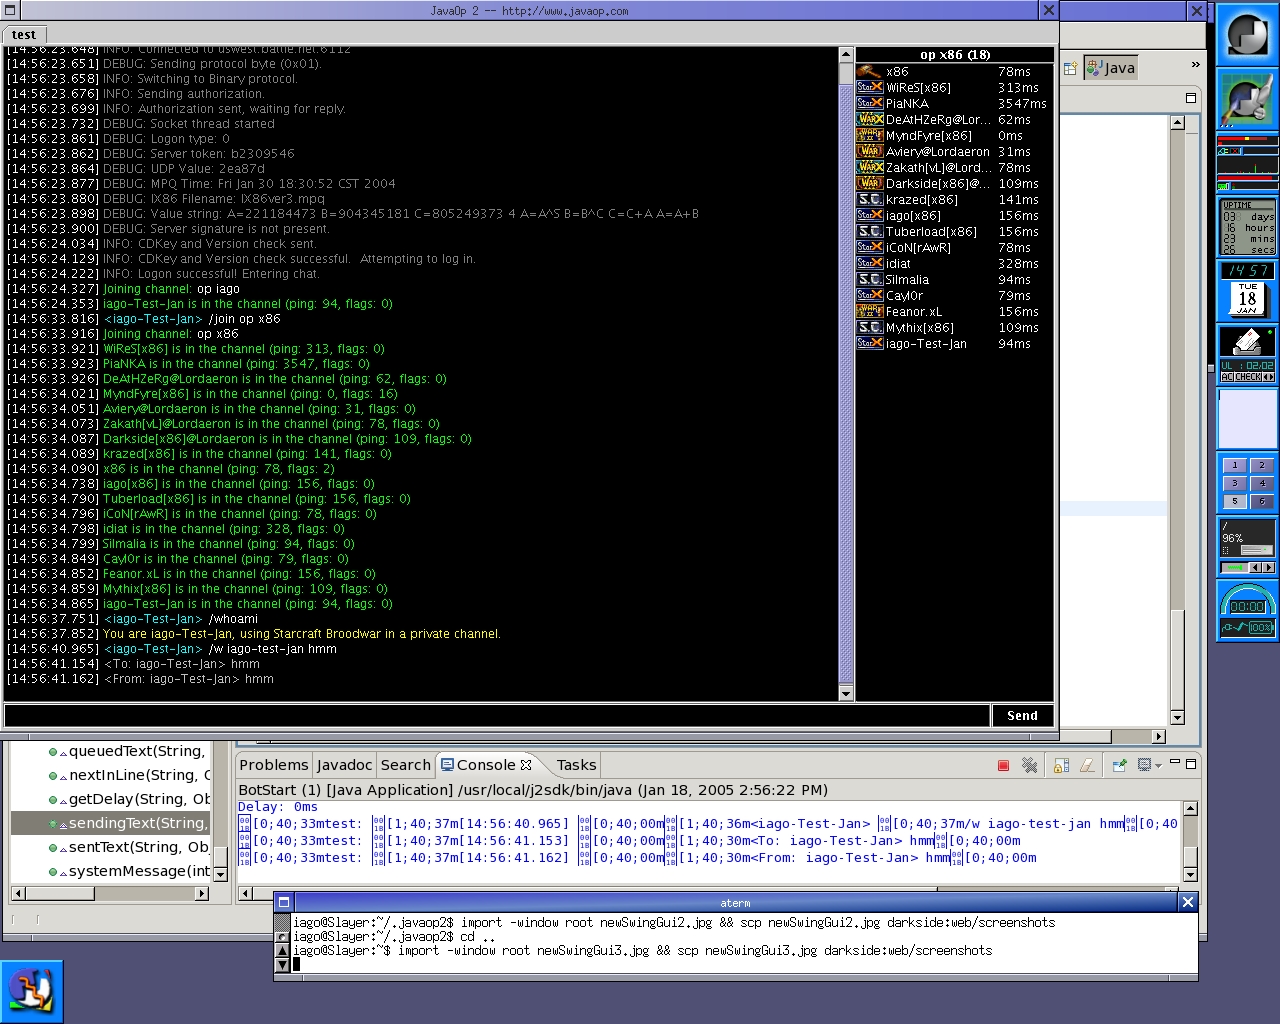 JavaOp 2 -- http://www.javaop.com
test
[14:56:23.648] INFO: Connected to uswest.battle.net:6112
[14:56:23.651] DEBUG: Sending protocol byte (0x01).
[14:56:23.658] INFO: Switching to Binary protocol.
[14:56:23.676] INFO: Sending authorization.
[14:56:23.699] INFO: Authorization sent, waiting for reply.
[14:56:23.732] DEBUG: Socket thread started
[14:56:23.861] DEBUG: Logon type: 0
[14:56:23.862] DEBUG: Server token: b2309546
[14:56:23.864] DEBUG: UDP Value: 2ea87d
[14:56:23.877] DEBUG: MPQ Time: Fri Jan 30 18:30:52 CST 2004
[14:56:23.880] DEBUG: IX86 Filename: IX86ver3.mpq
[14:56:23.898] DEBUG: Value string: A=221184473 B=904345181 C=805249373 4 A=A^S B=B^C C=C+A A=A+B
[14:56:23.900] DEBUG: Server signature is not present.
[14:56:24.034] INFO: CDKey and Version check sent.
[14:56:24.129] INFO: CDKey and Version check successful.  Attempting to log in.
[14:56:24.222] INFO: Logon successful! Entering chat.
[14:56:24.327] Joining channel: op iago
[14:56:24.353] iago-Test-Jan is in the channel (ping: 94, flags: 0)
[14:56:33.816] <iago-Test-Jan> /join op x86
[14:56:33.916] Joining channel: op x86
[14:56:33.921] WiReS[x86] is in the channel (ping: 313, flags: 0)
[14:56:33.923] PiaNKA is in the channel (ping: 3547, flags: 0)
[14:56:33.926] DeAtHZeRg@Lordaeron is in the channel (ping: 62, flags: 0)
[14:56:34.021] MyndFyre[x86] is in the channel (ping: 0, flags: 16)
[14:56:34.051] Aviery@Lordaeron is in the channel (ping: 31, flags: 0)
[14:56:34.073] Zakath[vL]@Lordaeron is in the channel (ping: 78, flags: 0)
[14:56:34.087] Darkside[x86]@Lordaeron is in the channel (ping: 109, flags: 0)
[14:56:34.089] krazed[x86] is in the channel (ping: 141, flags: 0)
[14:56:34.090] x86 is in the channel (ping: 78, flags: 2)
[14:56:34.738] iago[x86] is in the channel (ping: 156, flags: 0)
[14:56:34.790] Tuberload[x86] is in the channel (ping: 156, flags: 0)
[14:56:34.796] iCoN[rAwR] is in the channel (ping: 78, flags: 0)
[14:56:34.798] idiat is in the channel (ping: 328, flags: 0)
[14:56:34.799] Silmalia is in the channel (ping: 94, flags: 0)
[14:56:34.849] Cayl0r is in the channel (ping: 79, flags: 0)
[14:56:34.852] Feanor.xL is in the channel (ping: 156, flags: 0)
[14:56:34.859] Mythix[x86] is in the channel (ping: 109, flags: 0)
[14:56:34.865] iago-Test-Jan is in the channel (ping: 94, flags: 0)
[14:56:37.751] <iago-Test-Jan> /whoami
[14:56:37.852] You are iago-Test-Jan, using Starcraft Broodwar in a private channel.
[14:56:40.965] <iago-Test-Jan> /w iago-test-jan hmm
[14:56:41.154] <To: iago-Test-Jan> hmm
[14:56:41.162] <From: iago-Test-Jan> hmm
Send
op x86 (18)
x86 78ms
WiReS[x86] 313ms
PiaNKA 3547ms
DeAtHZeRg@Lor... 62ms
MyndFyre[x86] 0ms
Aviery@Lordaeron 31ms
Zakath[vL]@Lord... 78ms
Darkside[x86]@... 109ms
krazed[x86] 141ms
iago[x86] 156ms
Tuberload[x86] 156ms
iCoN[rAwR] 78ms
idiat 328ms
Silmalia 94ms
Cayl0r 79ms
Feanor.xL 156ms
Mythix[x86] 109ms
iago-Test-Jan 94ms
Java
»
UPTIME
03 days
16 hours
23 mins
26 secs
14 57
TUE
18
JAN
VL : 02/02
AC CHECK
1 2
3 4
5 6
/
96%
00:00
100%
queuedText(String,
nextInLine(String, C
getDelay(String, Ob
sendingText(String,
sentText(String, Ob
systemMessage(int
Problems Javadoc Search Console Tasks
BotStart (1) [Java Application] /usr/local/j2sdk/bin/java (Jan 18, 2005 2:56:22 PM)
Delay: 0ms
[0;40;33mtest: [1;40;37m[14:56:40.965] [0;40;00m[1;40;36m<iago-Test-Jan> [0;40;37m/w iago-test-jan hmm[0;40
[0;40;33mtest: [1;40;37m[14:56:41.153] [0;40;00m[1;40;30m<To: iago-Test-Jan> hmm[0;40;00m
[0;40;33mtest: [1;40;37m[14:56:41.162] [0;40;00m[1;40;30m<From: iago-Test-Jan> hmm[0;40;00m
aterm
iago@Slayer:~/.javaop2$ import -window root newSwingGui2.jpg && scp newSwingGui2.jpg darkside:web/screenshots
iago@Slayer:~/.javaop2$ cd ..
iago@Slayer:~$ import -window root newSwingGui3.jpg && scp newSwingGui3.jpg darkside:web/screenshots